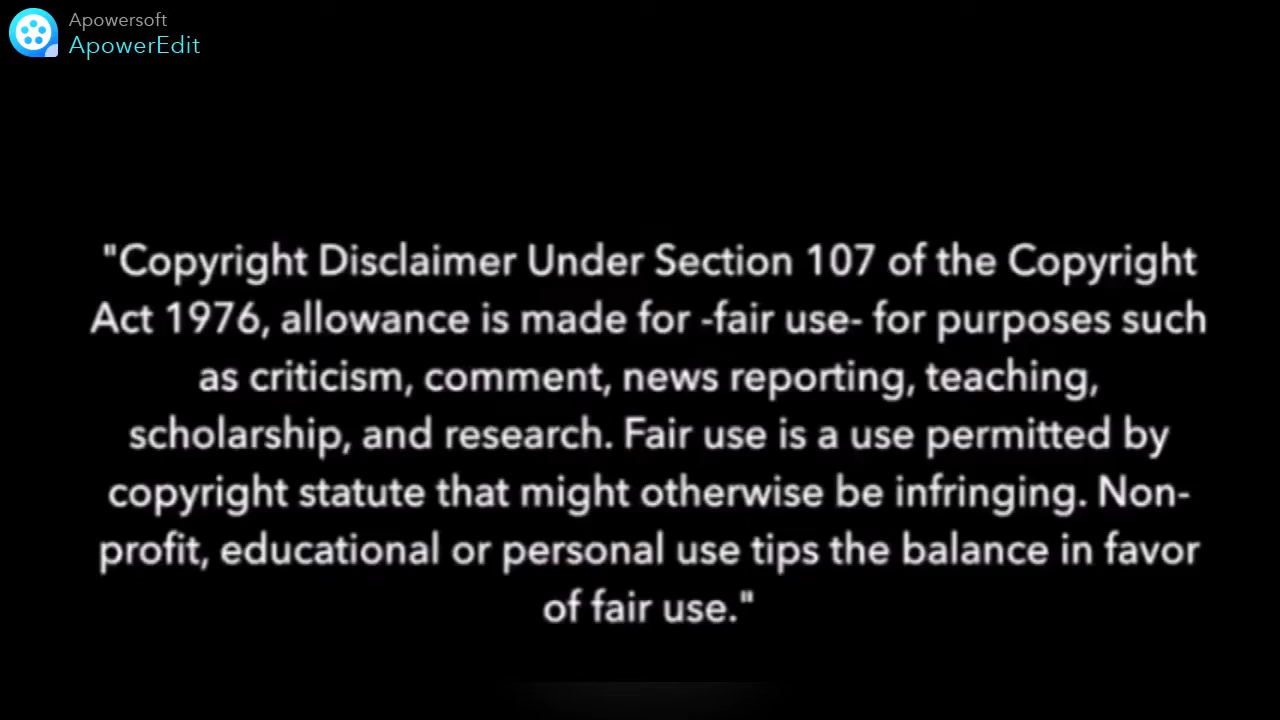 Apowersoft
ApowerEdit
"Copyright Disclaimer Under Section 107 of the Copyright
Act 1976, allowance is made for -fair use- for purposes such
as criticism, comment, news reporting, teaching,
scholarship, and research. Fair use is a use permitted by
copyright statute that might otherwise be infringing. Non-
profit, educational or personal use tips the balance in favor
of fair use."